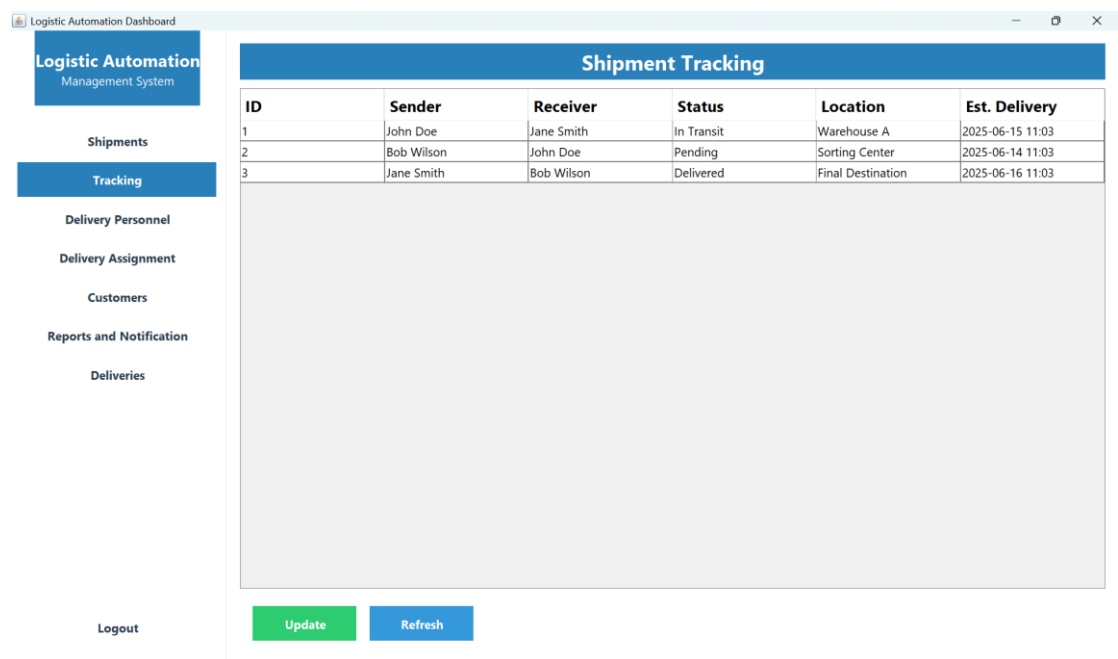 Logistic Automation Dashboard
Logistic Automation
Management System
Shipments
Tracking
Delivery Personnel
Delivery Assignment
Customers
Reports and Notification
Deliveries
Logout
Shipment Tracking
ID Sender Receiver Status Location Est. Delivery
1 John Doe Jane Smith In Transit Warehouse A 2025-06-15 11:03
2 Bob Wilson John Doe Pending Sorting Center 2025-06-14 11:03
3 Jane Smith Bob Wilson Delivered Final Destination 2025-06-16 11:03
Update Refresh